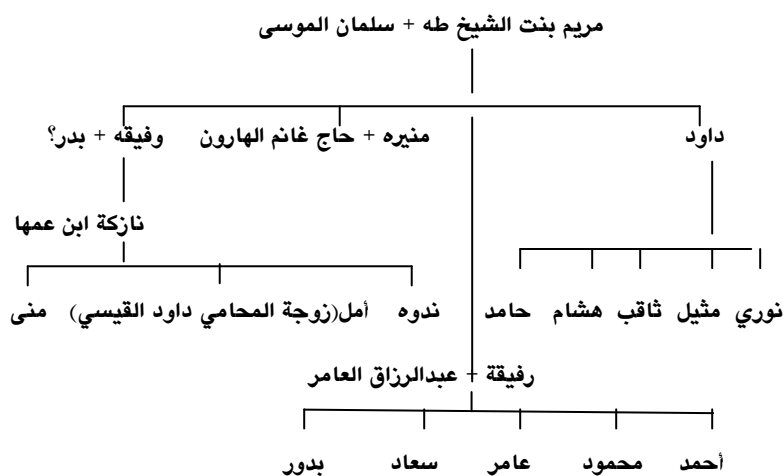 مريم بنت الشيخ طه + سلمان الموسى
داود منيره + حاج غانم الهارون وفيقه + بدر؟
نازكة ابن عمها
نوري مثيل ثاقب هشام حامد ندوه أمل(زوجة المحامي داود القيسي) منى
رفيقة + عبدالرزاق العامر
أحمد محمود عامر سعاد بدور